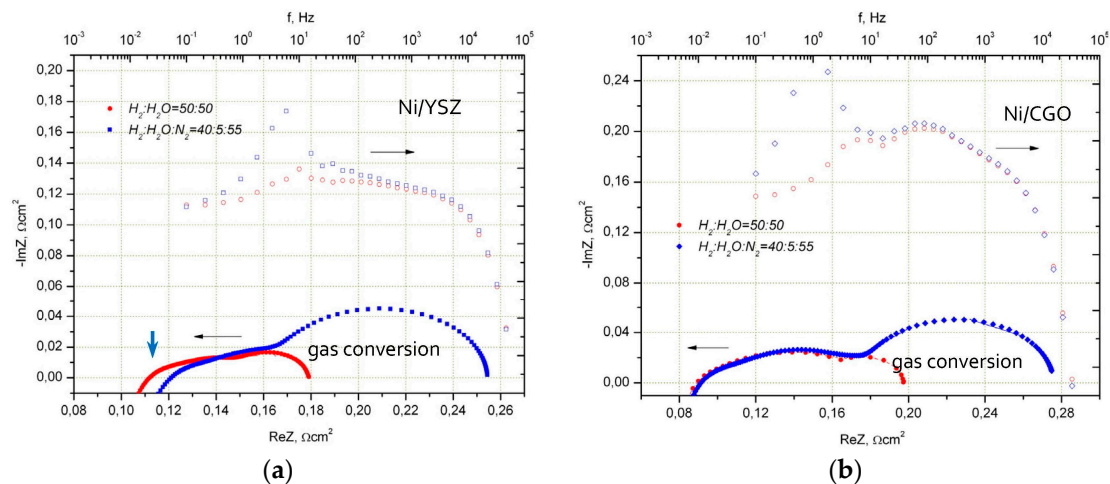 f, Hz
10⁻³ 10⁻² 10⁻¹ 10⁰ 10¹ 10² 10³ 10⁴ 10⁵
0,20
0,18
0,16
0,14
0,12
0,10
0,08
0,06
0,04
0,02
0,00
-ImZ, Ωcm²
Ni/YSZ
H₂:H₂O=50:50
H₂:H₂O:N₂=40:5:55
gas conversion
0,08 0,10 0,12 0,14 0,16 0,18 0,20 0,22 0,24 0,26
ReZ, Ωcm²
(a)
f, Hz
10⁻³ 10⁻² 10⁻¹ 10⁰ 10¹ 10² 10³ 10⁴ 10⁵
0,24
0,20
0,16
0,12
0,08
0,04
0,00
-ImZ, Ωcm²
Ni/CGO
H₂:H₂O=50:50
H₂:H₂O:N₂=40:5:55
gas conversion
0,08 0,12 0,16 0,20 0,24 0,28
ReZ, Ωcm²
(b)